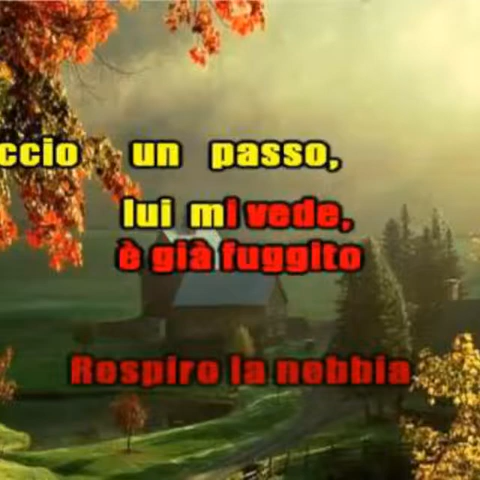 ccio un passo,
lui mi vede,
è già fuggito
Respiro la nebbia